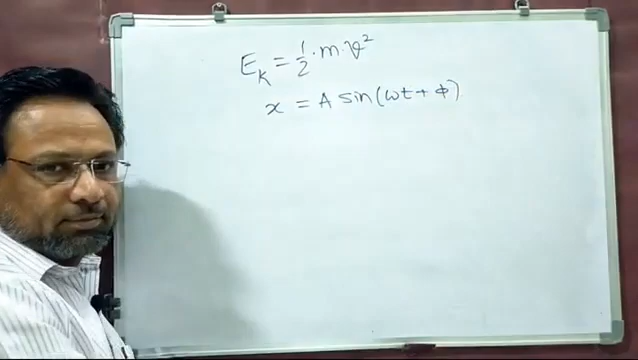 E_K = 1/2 · m · v²
x = A sin(ωt + φ)